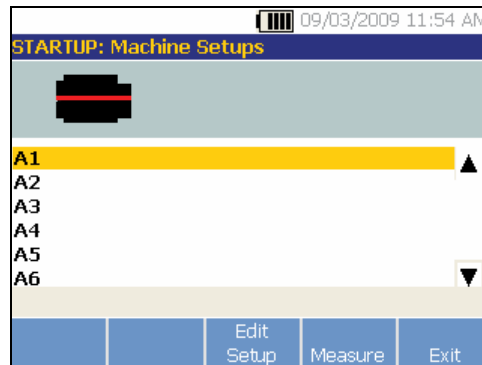 09/03/2009 11:54 AM
STARTUP: Machine Setups
A1
A2
A3
A4
A5
A6
Edit
Setup
Measure
Exit